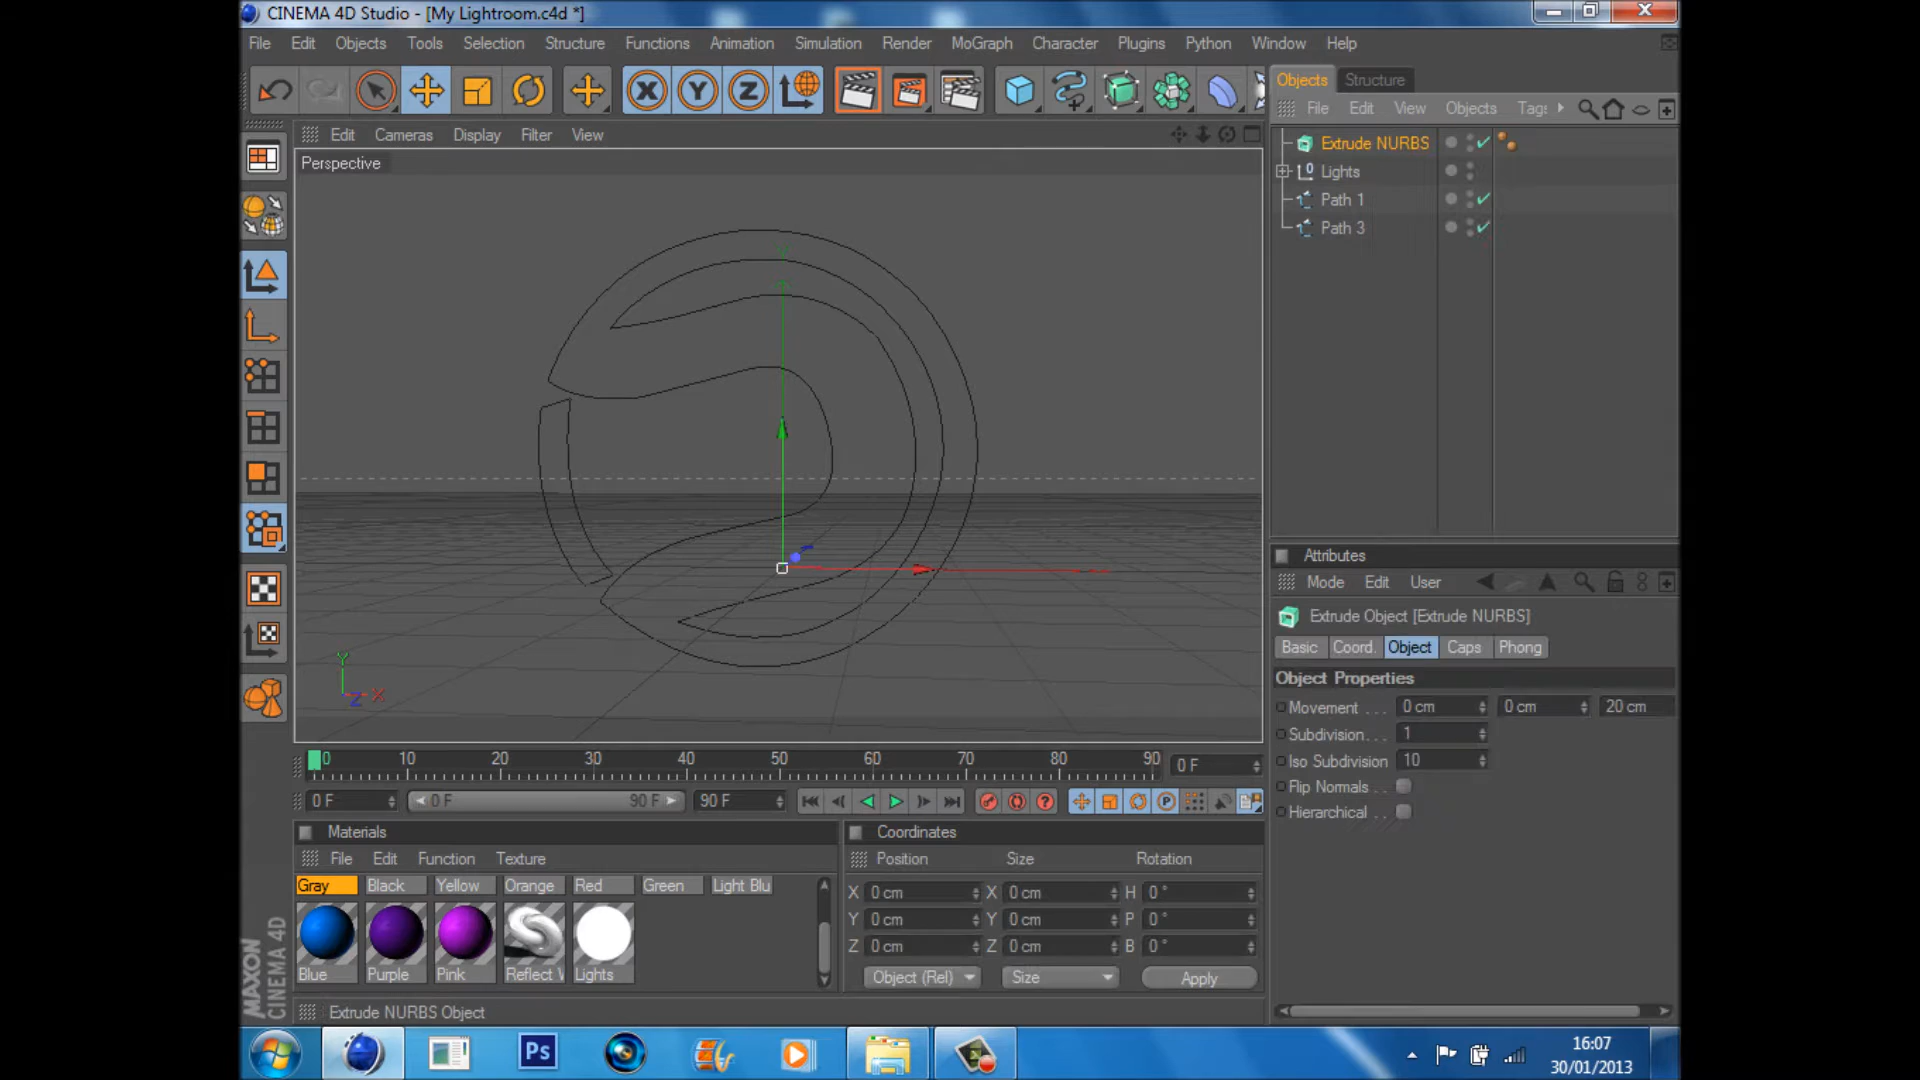 CINEMA 4D Studio - [My Lightroom.c4d *]
File Edit Objects Tools Selection Structure Functions Animation Simulation Render MoGraph Character Plugins Python Window Help
X Y Z
Objects Structure
File Edit View Objects Tags
Edit Cameras Display Filter View
Perspective
Extrude NURBS
Lights
Path 1
Path 3
Y
Y
Z X
Attributes
Mode Edit User
Extrude Object [Extrude NURBS]
Basic Coord. Object Caps Phong
Object Properties
Movement . . . 0 cm 0 cm 20 cm
Subdivision. . . 1
Iso Subdivision 10
Flip Normals . .
Hierarchical . .
0 10 20 30 40 50 60 70 80 90 0 F
0 F 0 F 90 F 90 F
Materials
File Edit Function Texture
Gray Black Yellow Orange Red Green Light Blu
Blue Purple Pink Reflect Lights
Coordinates
Position Size Rotation
X 0 cm X 0 cm H 0 °
Y 0 cm Y 0 cm P 0 °
Z 0 cm Z 0 cm B 0 °
Object (Rel) Size Apply
MAXON
CINEMA 4D
Extrude NURBS Object
Ps
16:07
30/01/2013